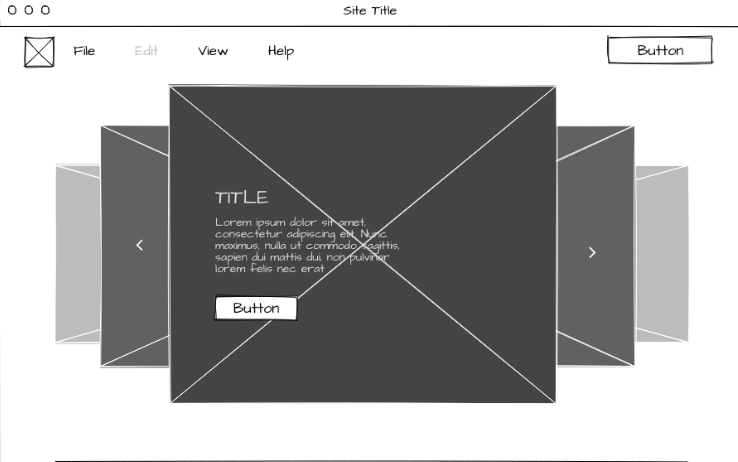 Site Title
File Edit View Help Button
TITLE
Lorem ipsum dolor sit amet,
consectetur adipiscing elit. Nunc
maximus, nulla ut commodo sagittis,
sapien dui mattis dui, non pulvinar
lorem felis nec erat
Button